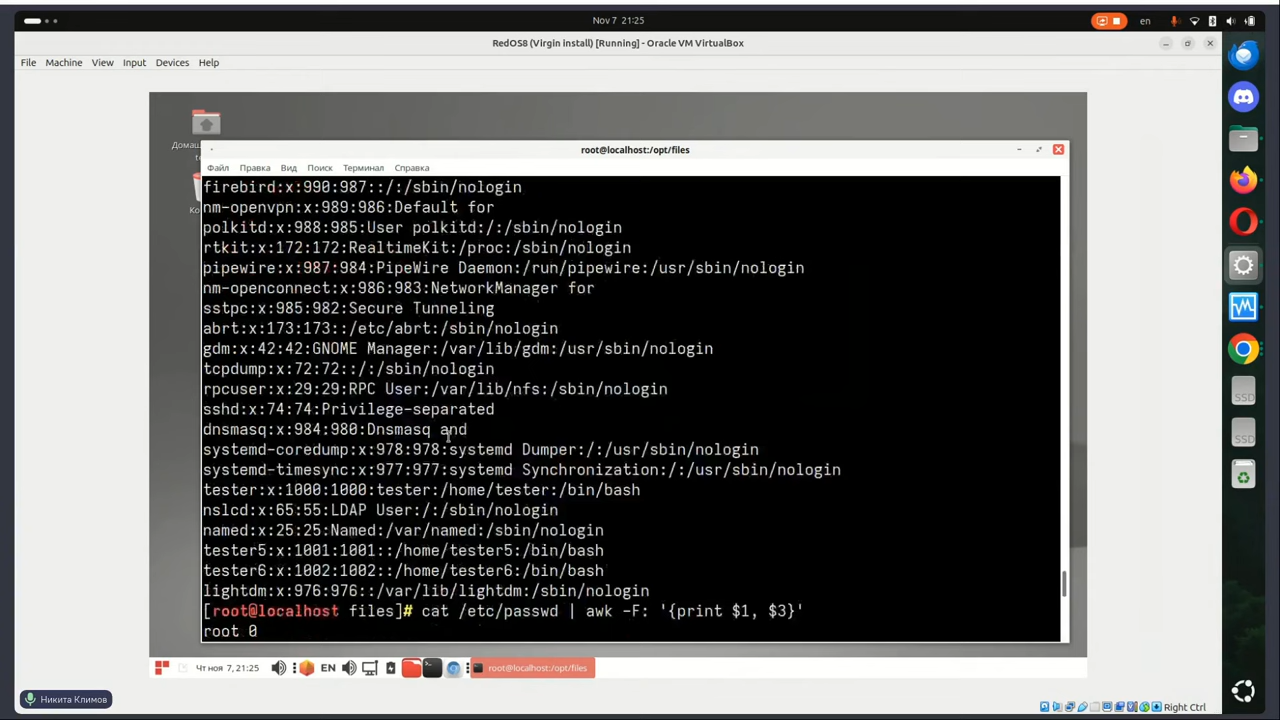 Nov 7 21:25
en
RedOS8 (Virgin install) [Running] - Oracle VM VirtualBox
File Machine View Input Devices Help
root@localhost:/opt/files
Файл Правка Вид Поиск Терминал Справка
firebird:x:990:987::/:/sbin/nologin
nm-openvpn:x:989:986:Default for
polkitd:x:988:985:User polkitd:/:/sbin/nologin
rtkit:x:172:172:RealtimeKit:/proc:/sbin/nologin
pipewire:x:987:984:PipeWire Daemon:/run/pipewire:/usr/sbin/nologin
nm-openconnect:x:986:983:NetworkManager for
sstpc:x:985:982:Secure Tunneling
abrt:x:173:173::/etc/abrt:/sbin/nologin
gdm:x:42:42:GNOME Manager:/var/lib/gdm:/usr/sbin/nologin
tcpdump:x:72:72::/:/sbin/nologin
rpcuser:x:29:29:RPC User:/var/lib/nfs:/sbin/nologin
sshd:x:74:74:Privilege-separated
dnsmasq:x:984:980:Dnsmasq and
systemd-coredump:x:978:978:systemd Dumper:/:/usr/sbin/nologin
systemd-timesync:x:977:977:systemd Synchronization:/:/usr/sbin/nologin
tester:x:1000:1000:tester:/home/tester:/bin/bash
nslcd:x:65:55:LDAP User:/:/sbin/nologin
named:x:25:25:Named:/var/named:/sbin/nologin
tester5:x:1001:1001::/home/tester5:/bin/bash
tester6:x:1002:1002::/home/tester6:/bin/bash
lightdm:x:976:976::/var/lib/lightdm:/sbin/nologin
[root@localhost files]# cat /etc/passwd | awk -F: '{print $1, $3}'
root 0
Чт ноя 7, 21:25
EN
root@localhost:/opt/files
Никита Климов
Right Ctrl
SSD
SSD